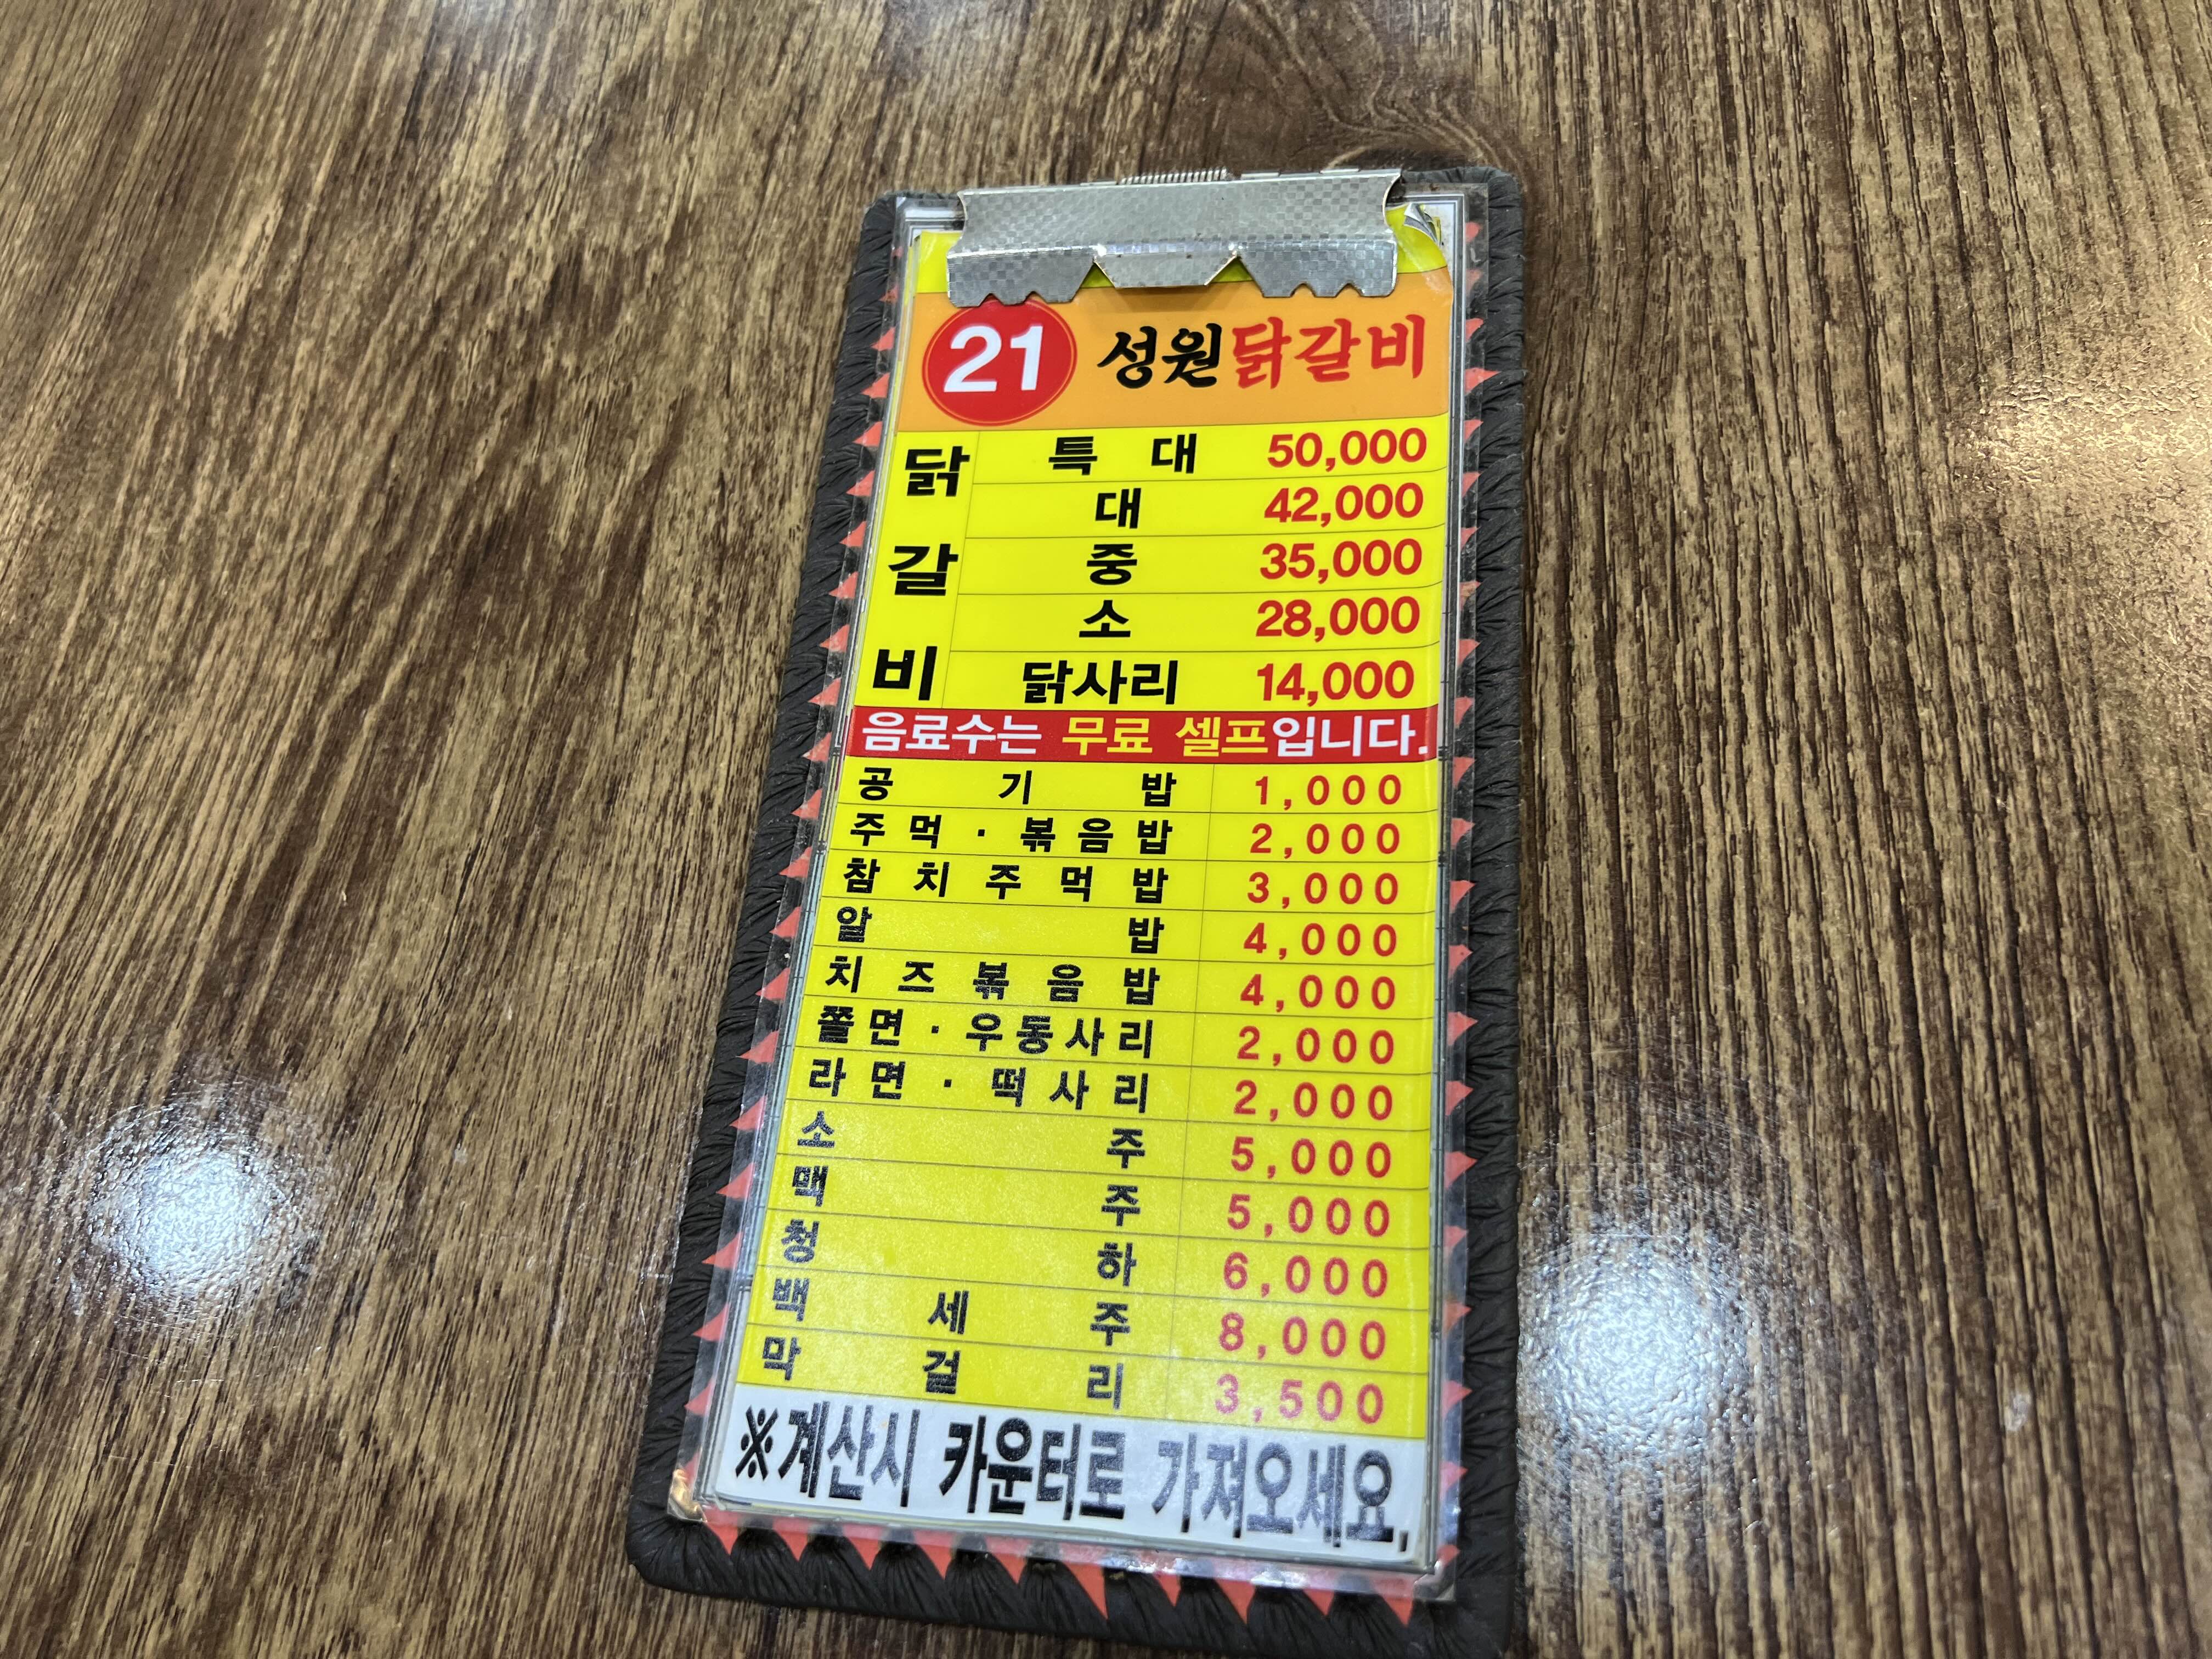 21 성원닭갈비
닭갈비
특대 50,000
대 42,000
중 35,000
소 28,000
닭사리 14,000
음료수는 무료 셀프입니다.
공기밥 1,000
주먹·볶음밥 2,000
참치주먹밥 3,000
알밥 4,000
치즈볶음밥 4,000
쫄면·우동사리 2,000
라면·떡사리 2,000
소주 5,000
맥주 5,000
청하 6,000
백세주 8,000
막걸리 3,500
※계산시 카운터로 가져오세요.